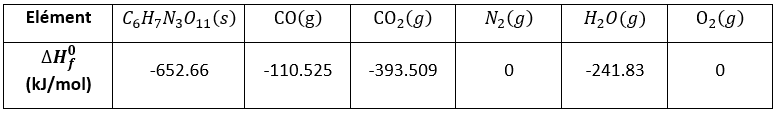 Elément C₆H₇N₃O₁₁(s) CO(g) CO₂(g) N₂(g) H₂O(g) O₂(g)
ΔH⁰f (kJ/mol) -652.66 -110.525 -393.509 0 -241.83 0